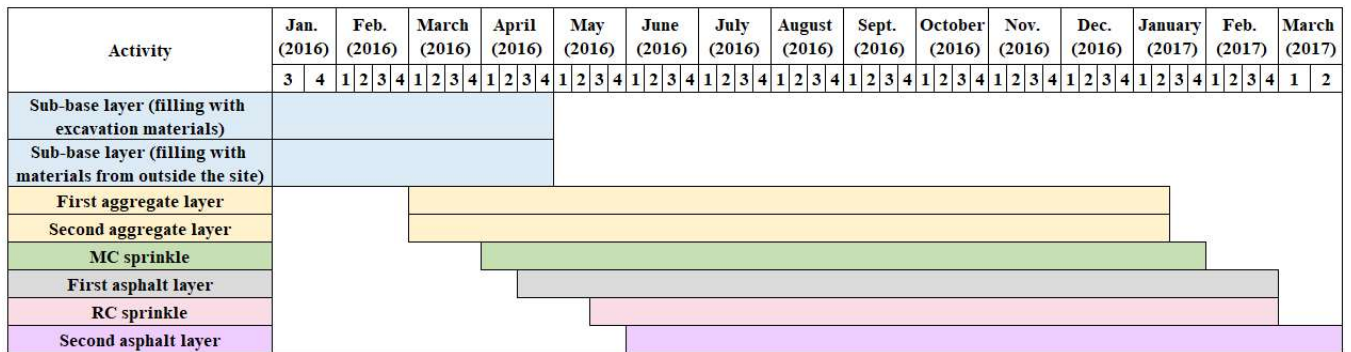 Activity
Jan. Feb. March April May June July August Sept. October Nov. Dec. January Feb. March
(2016) (2016) (2016) (2016) (2016) (2016) (2016) (2016) (2016) (2016) (2016) (2016) (2017) (2017) (2017)
3 4 1 2 3 4 1 2 3 4 1 2 3 4 1 2 3 4 1 2 3 4 1 2 3 4 1 2 3 4 1 2 3 4 1 2 3 4 1 2 3 4 1 2 3 4 1 2 3 4 1 2 3 4 1 2
Sub-base layer (filling with
excavation materials)
Sub-base layer (filling with
materials from outside the site)
First aggregate layer
Second aggregate layer
MC sprinkle
First asphalt layer
RC sprinkle
Second asphalt layer